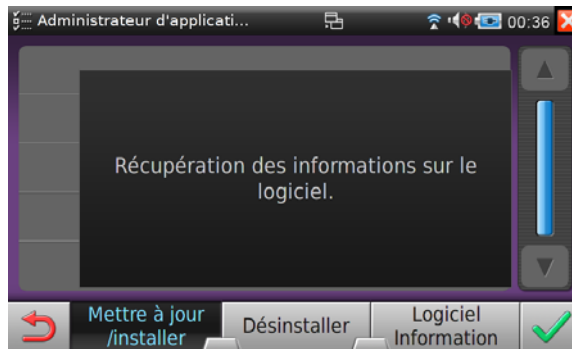 Administrateur d'applicati...
00:36
Récupération des informations sur le
logiciel.
Mettre à jour
/installer
Désinstaller
Logiciel
Information